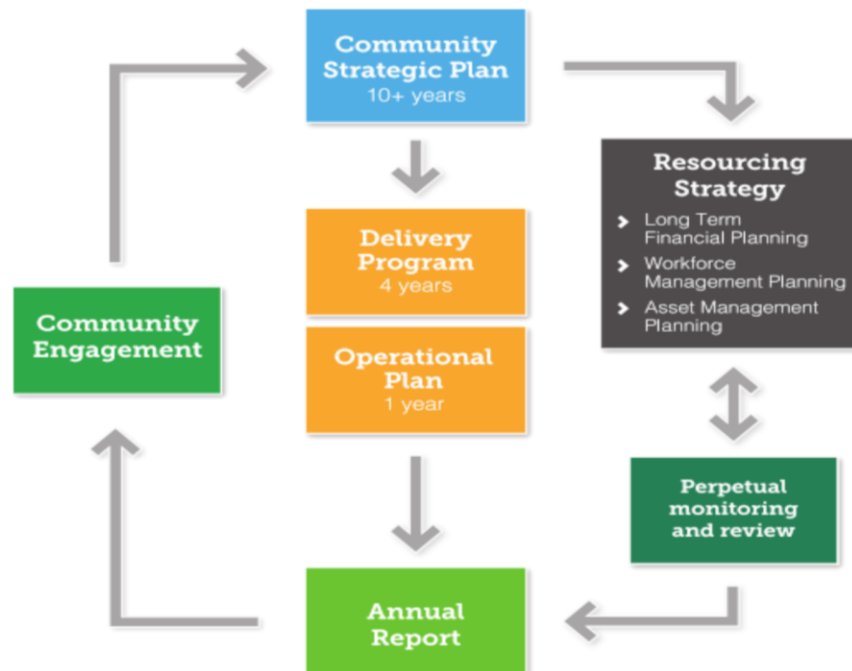 Community
Strategic Plan
10+ years
Resourcing
Strategy
Long Term
Financial Planning
Workforce
Management Planning
Asset Management
Planning
Delivery
Program
4 years
Community
Engagement
Operational
Plan
1 year
Perpetual
monitoring
and review
Annual
Report